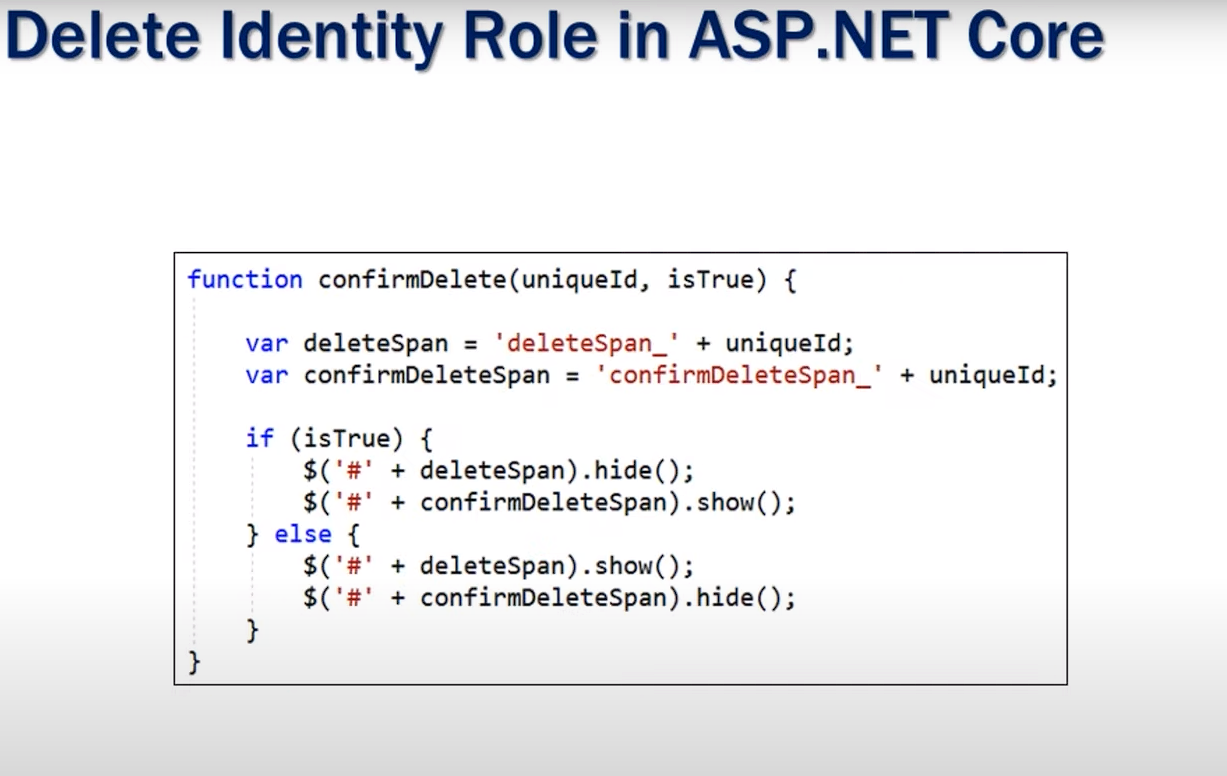 Delete Identity Role in ASP.NET Core
function confirmDelete(uniqueId, isTrue) {
var deleteSpan = 'deleteSpan_' + uniqueId;
var confirmDeleteSpan = 'confirmDeleteSpan_' + uniqueId;
if (isTrue) {
$('#' + deleteSpan).hide();
$('#' + confirmDeleteSpan).show();
} else {
$('#' + deleteSpan).show();
$('#' + confirmDeleteSpan).hide();
}
}